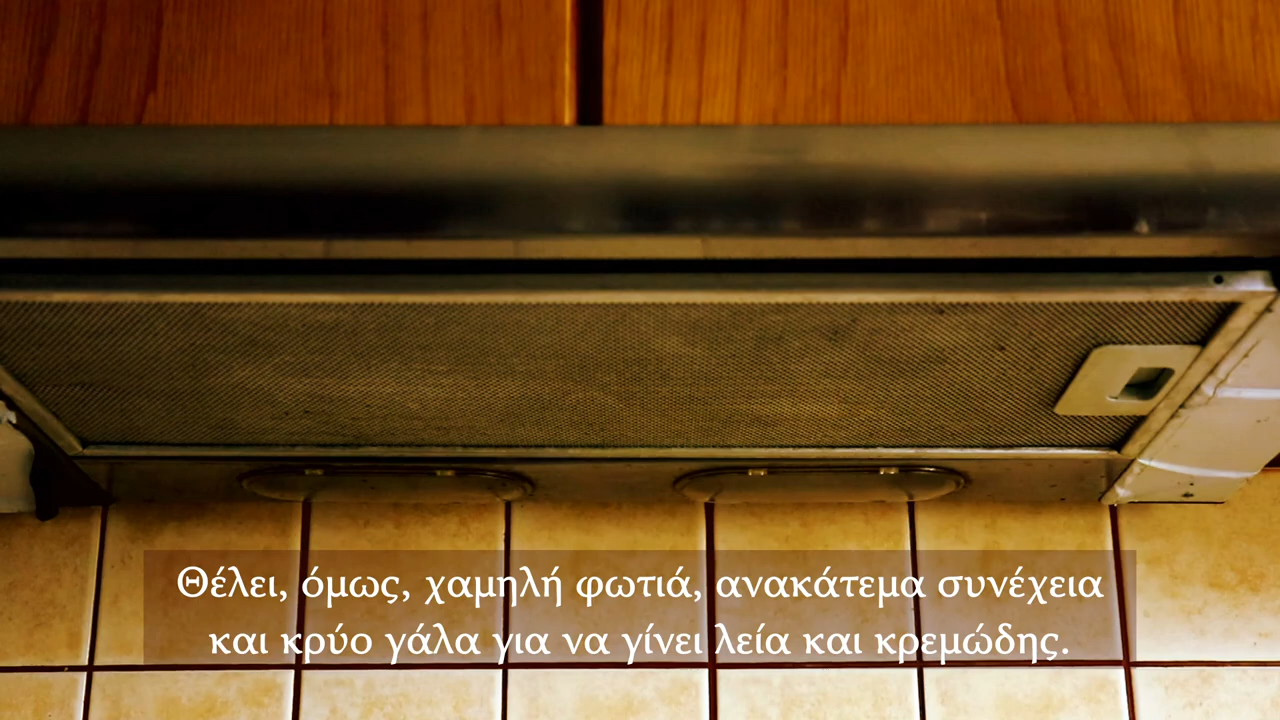 Θέλει, όμως, χαμηλή φωτιά, ανακάτεμα συνέχεια
και κρύο γάλα για να γίνει λεία και κρεμώδης.